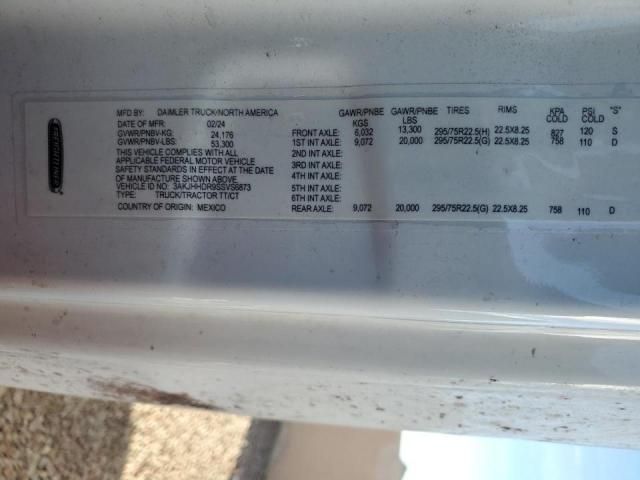 FREIGHTLINER
MFD BY: DAIMLER TRUCK/NORTH AMERICA
DATE OF MFR: 02/24
GVWR/PNBV-KG: 24,176
GVWR/PNBV-LBS: 53,300
THIS VEHICLE COMPLIES WITH ALL
APPLICABLE FEDERAL MOTOR VEHICLE
SAFETY STANDARDS IN EFFECT AT THE DATE
OF MANUFACTURE SHOWN ABOVE.
VEHICLE ID NO.: 3AKJHHDR9SSVS6873
TYPE: TRUCK/TRACTOR TT/CT
COUNTRY OF ORIGIN: MEXICO
GAWR/PNBE GAWR/PNBE TIRES RIMS KPA PSI "S"
KGS LBS COLD COLD
FRONT AXLE: 6,032 13,300 295/75R22.5(H) 22.5X8.25 827 120 S
1ST INT AXLE: 9,072 20,000 295/75R22.5(G) 22.5X8.25 758 110 D
2ND INT AXLE:
3RD INT AXLE:
4TH INT AXLE:
5TH INT AXLE:
6TH INT AXLE:
REAR AXLE: 9,072 20,000 295/75R22.5(G) 22.5X8.25 758 110 D